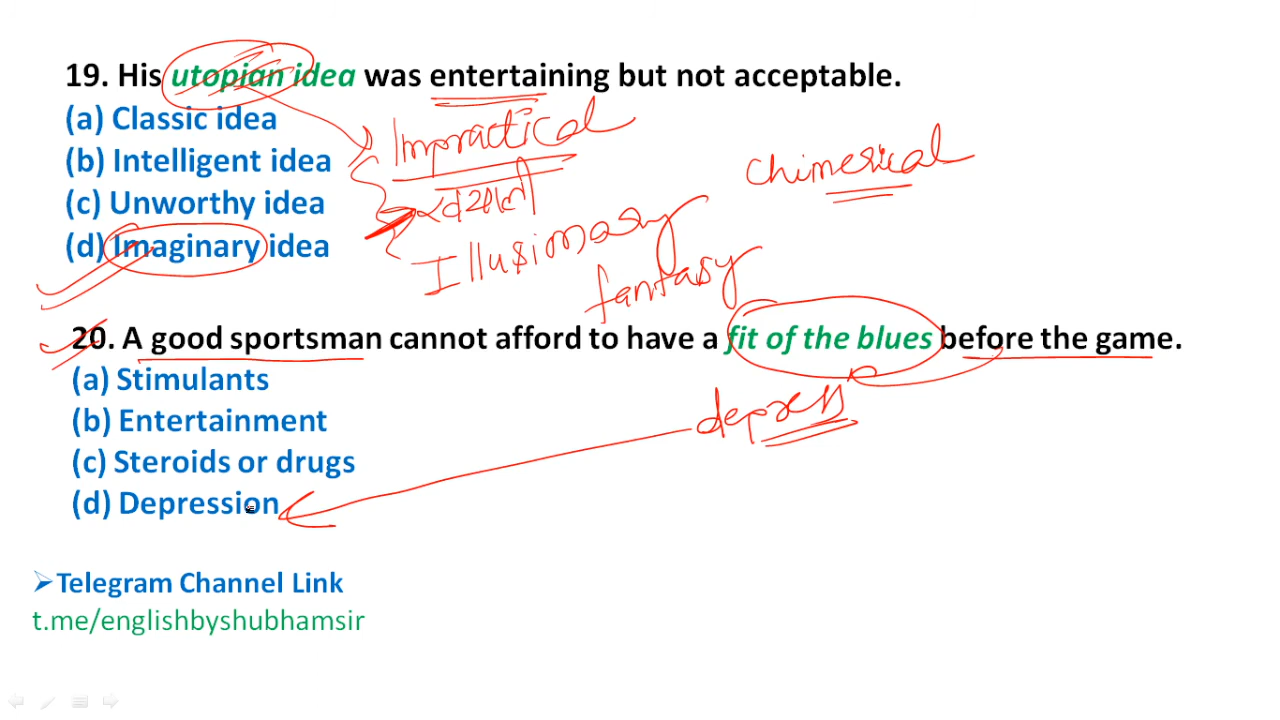 19. His utopian idea was entertaining but not acceptable.
(a) Classic idea
(b) Intelligent idea
(c) Unworthy idea
(d) Imaginary idea
Impractical
Chimerical
Illusionary
fantasy
20. A good sportsman cannot afford to have a fit of the blues before the game.
(a) Stimulants
(b) Entertainment
(c) Steroids or drugs
(d) Depression
depress
➢Telegram Channel Link
t.me/englishbyshubhamsir